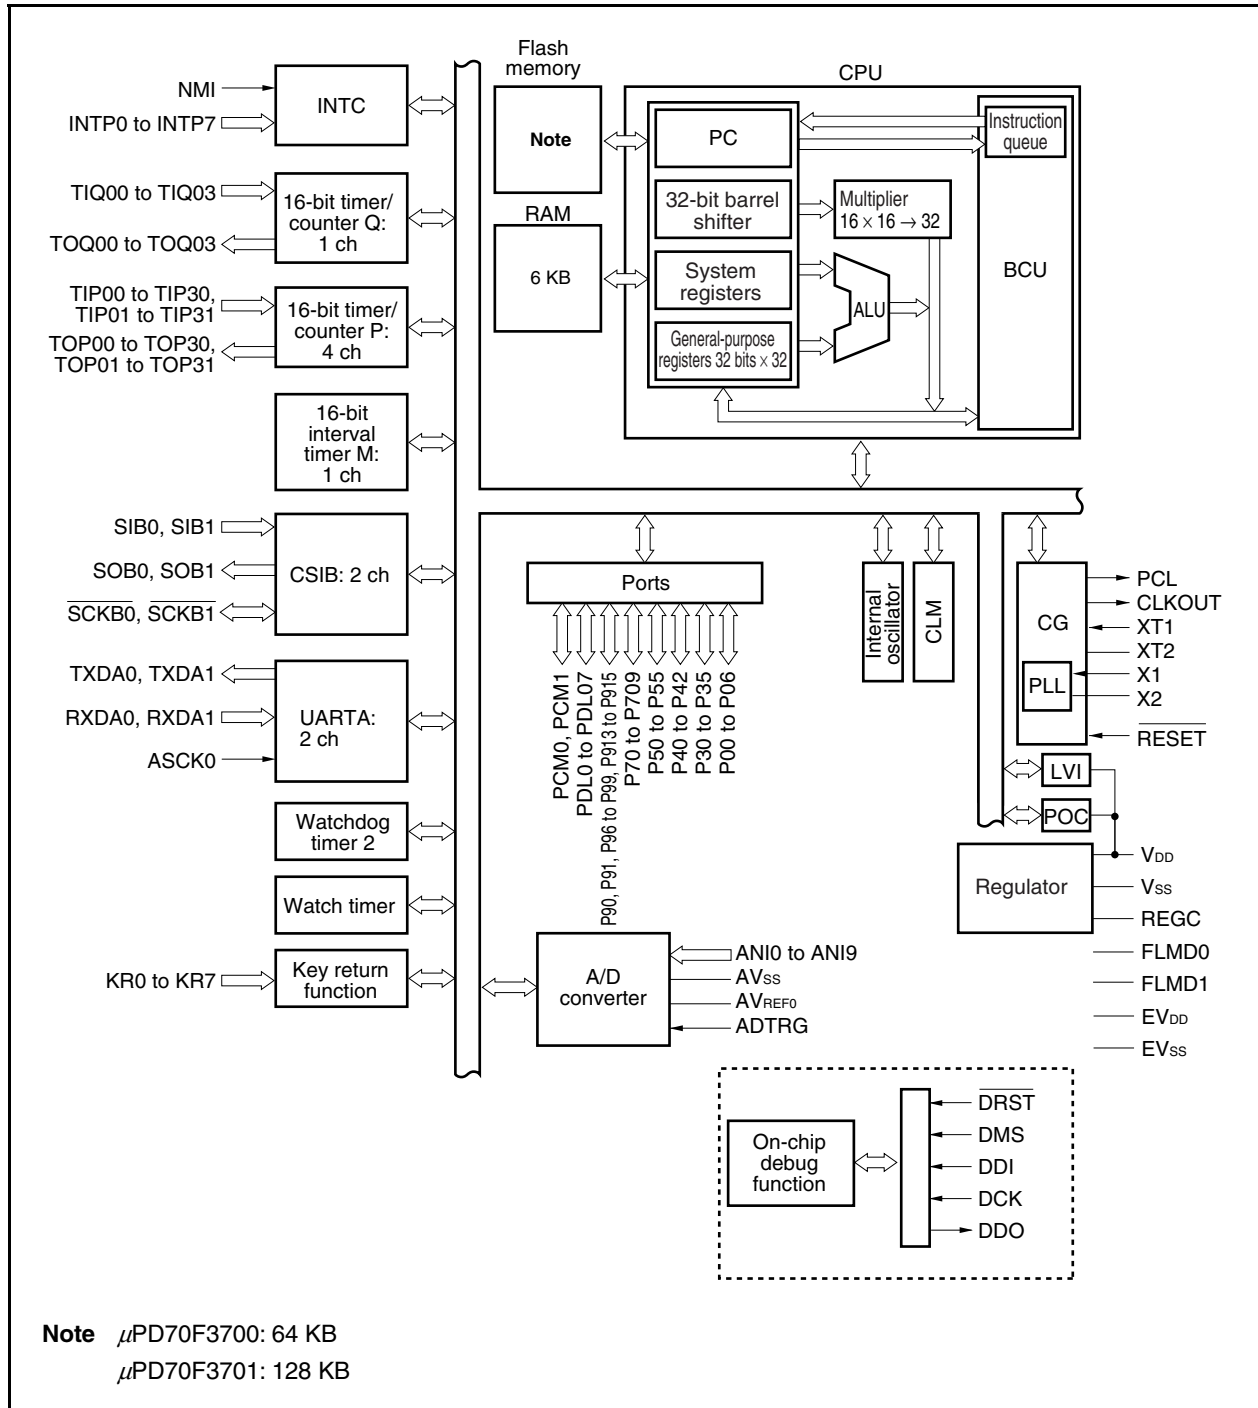 NMI
INTP0 to INTP7
INTC
TIQ00 to TIQ03
TOQ00 to TOQ03
16-bit timer/
counter Q:
1 ch
TIP00 to TIP30,
TIP01 to TIP31
TOP00 to TOP30,
TOP01 to TOP31
16-bit timer/
counter P:
4 ch
16-bit
interval
timer M:
1 ch
SIB0, SIB1
SOB0, SOB1
SCKB0, SCKB1
CSIB: 2 ch
TXDA0, TXDA1
RXDA0, RXDA1
ASCK0
UARTA:
2 ch
Watchdog
timer 2
Watch timer
KR0 to KR7
Key return
function
Flash
memory
Note
RAM
6 KB
CPU
PC
32-bit barrel
shifter
System
registers
General-purpose
registers 32 bits × 32
Multiplier
16 × 16 → 32
ALU
Instruction
queue
BCU
Ports
PCM0, PCM1
PDL0 to PDL07
P90, P91, P96 to P99, P913 to P915
P70 to P709
P50 to P55
P40 to P42
P30 to P35
P00 to P06
Internal
oscillator
CLM
CG
PLL
PCL
CLKOUT
XT1
XT2
X1
X2
RESET
LVI
POC
Regulator
VDD
VSS
REGC
FLMD0
FLMD1
EVDD
EVSS
A/D
converter
ANI0 to ANI9
AVSS
AVREF0
ADTRG
On-chip
debug
function
DRST
DMS
DDI
DCK
DDO
Note μPD70F3700: 64 KB
μPD70F3701: 128 KB